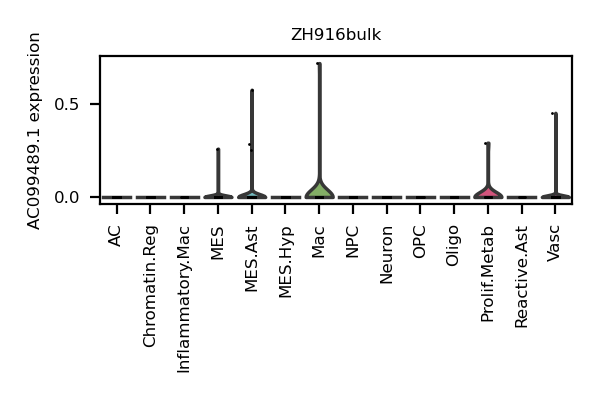 ZH916bulk
AC099489.1 expression
0.5
0.0
AC
Chromatin.Reg
Inflammatory.Mac
MES
MES.Ast
MES.Hyp
Mac
NPC
Neuron
OPC
Oligo
Prolif.Metab
Reactive.Ast
Vasc